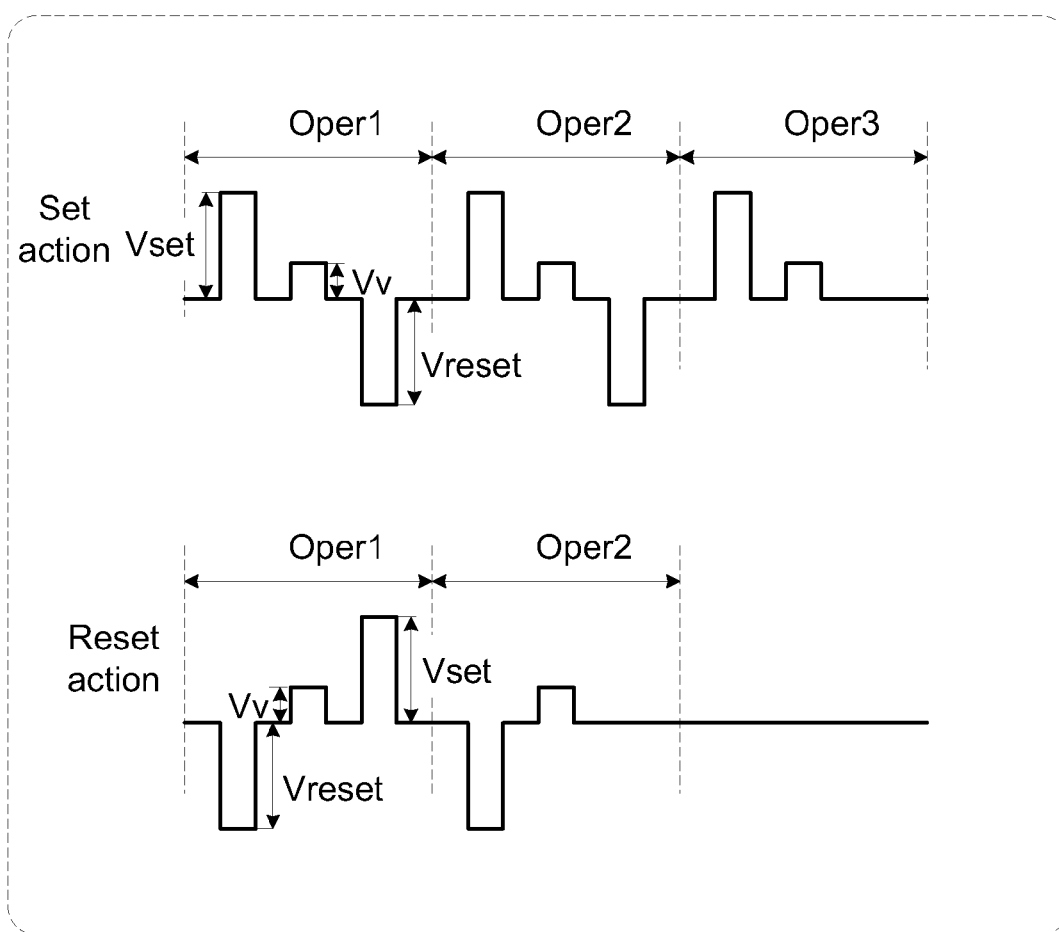 Oper1
Oper2
Oper3
Set
action
Vset
Vv
Vreset
Oper1
Oper2
Reset
action
Vset
Vv
Vreset